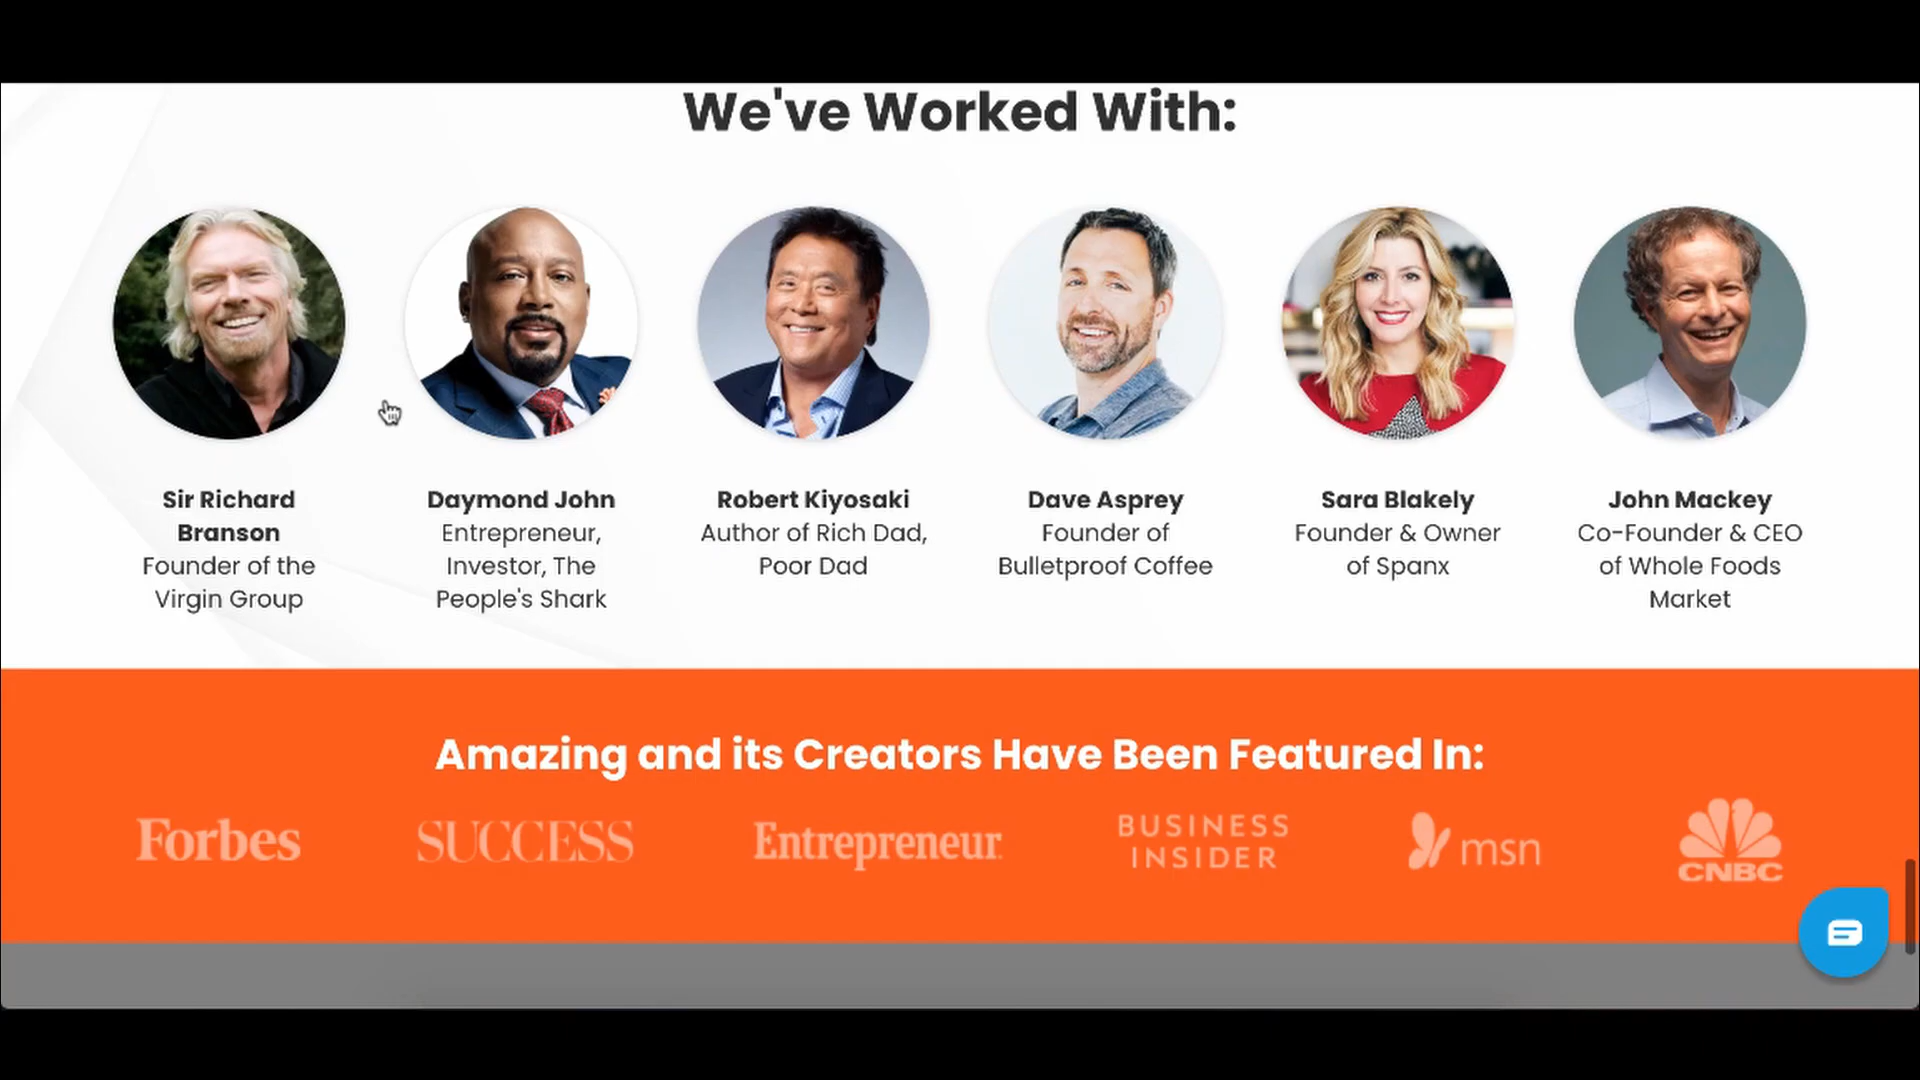 We've Worked With:
Sir Richard
Branson
Founder of the
Virgin Group
Daymond John
Entrepreneur,
Investor, The
People's Shark
Robert Kiyosaki
Author of Rich Dad,
Poor Dad
Dave Asprey
Founder of
Bulletproof Coffee
Sara Blakely
Founder & Owner
of Spanx
John Mackey
Co-Founder & CEO
of Whole Foods
Market
Amazing and its Creators Have Been Featured In:
Forbes
SUCCESS
Entrepreneur
BUSINESS
INSIDER
msn
CNBC